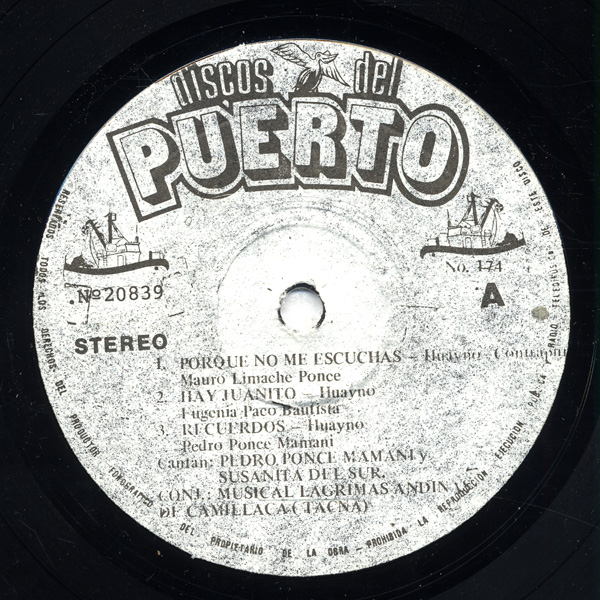 discos del
PUERTO
No. 174
Nº20839
A
STEREO
1. PORQUE NO ME ESCUCHAS – Huayno
Mauro Limache Ponce
2. HAY JUANITO – Huayno
Eugenia Paco Bautista
3. RECUERDOS – Huayno
Pedro Ponce Mamani
Cantan: PEDRO PONCE MAMANI y
SUSANITA DEL SUR.
CONJ.: MUSICAL LAGRIMAS
DE CAMILLACA (TACNA)
RESERVADOS TODOS LOS DERECHOS DEL PRODUCTOR FONOGRAFICO DEL PROPIETARIO DE LA OBRA – PROHIBIDA LA REPRODUCCION EJECUCION DE ESTE DISCO